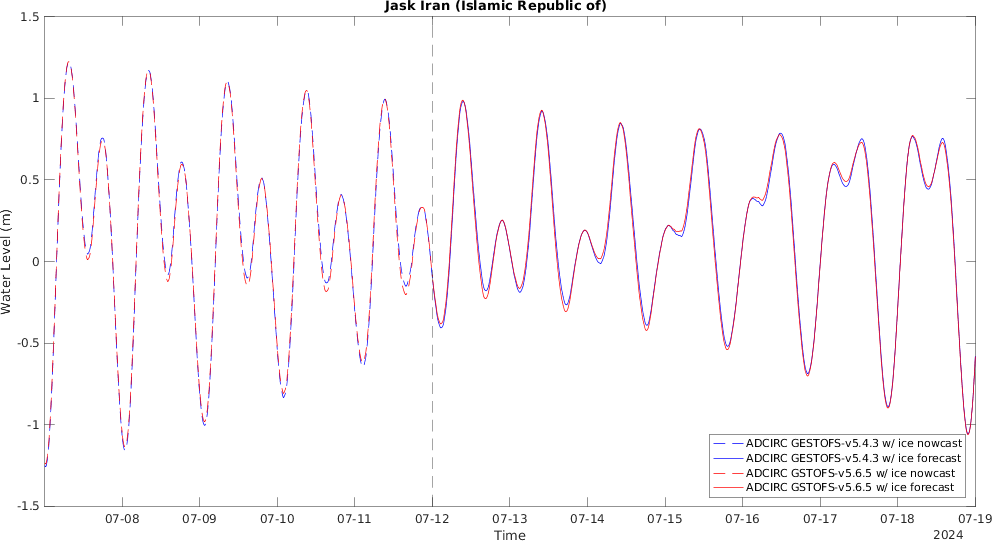 Jask Iran (Islamic Republic of)
1.5
1
0.5
0
-0.5
-1
-1.5
Water Level (m)
07-08 07-09 07-10 07-11 07-12 07-13 07-14 07-15 07-16 07-17 07-18 07-19
Time
2024
ADCIRC GESTOFS-v5.4.3 w/ ice nowcast
ADCIRC GESTOFS-v5.4.3 w/ ice forecast
ADCIRC GSTOFS-v5.6.5 w/ ice nowcast
ADCIRC GSTOFS-v5.6.5 w/ ice forecast